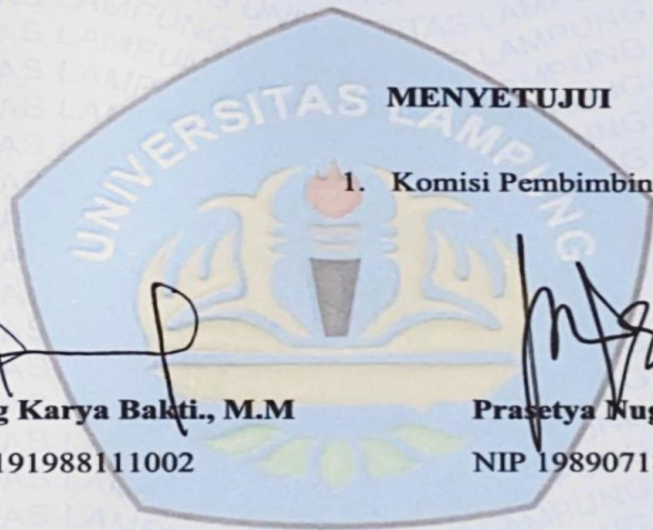 UNIVERSITAS LAMPUNG
MENYETUJUI
1. Komisi Pembimbin
g Karya Bakti., M.M
Prasetya Nug
191988111002
NIP 1989071